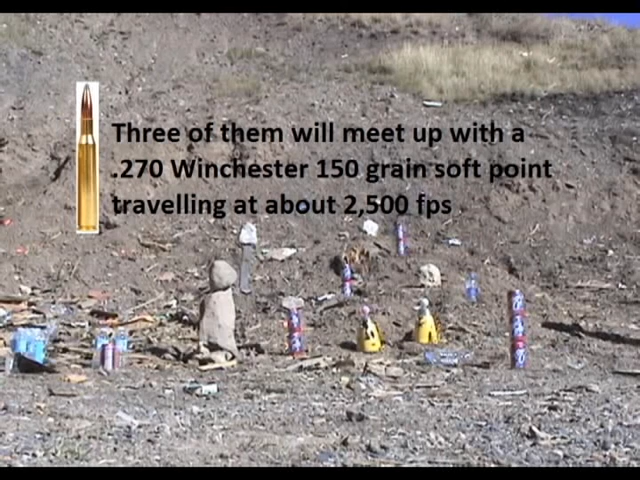 Three of them will meet up with a
.270 Winchester 150 grain soft point
travelling at about 2,500 fps